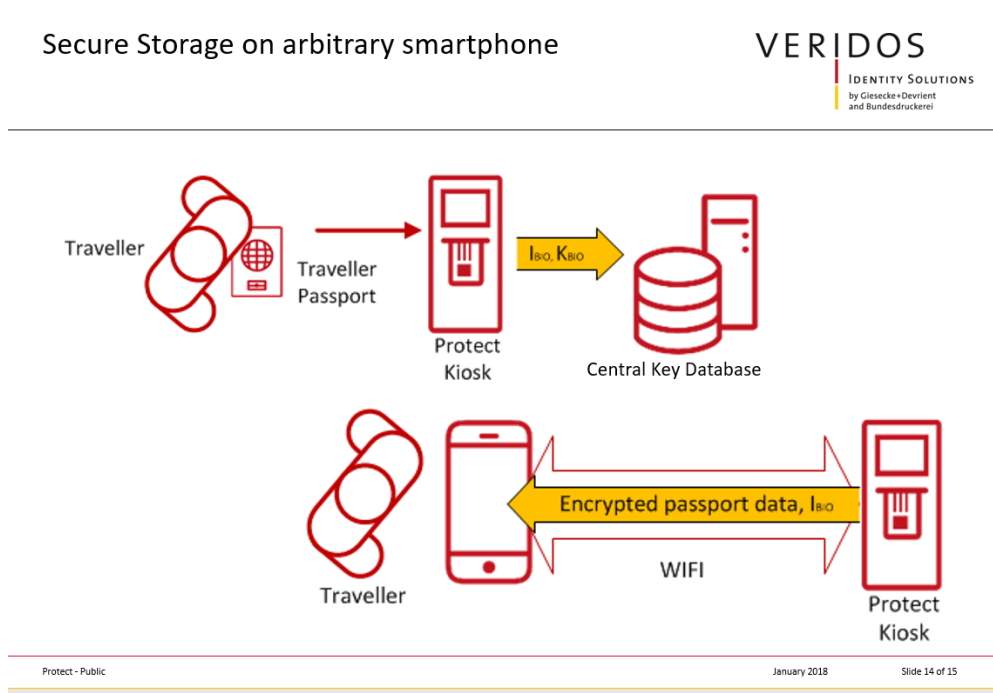 Secure Storage on arbitrary smartphone
VERIDOS
IDENTITY SOLUTIONS
by Giesecke+Devrient
and Bundesdruckerei
Traveller
Traveller
Passport
Protect
Kiosk
IBIO, KBIO
Central Key Database
Traveller
Encrypted passport data, IBIO
WIFI
Protect
Kiosk
Protect - Public
January 2018
Slide 14 of 15